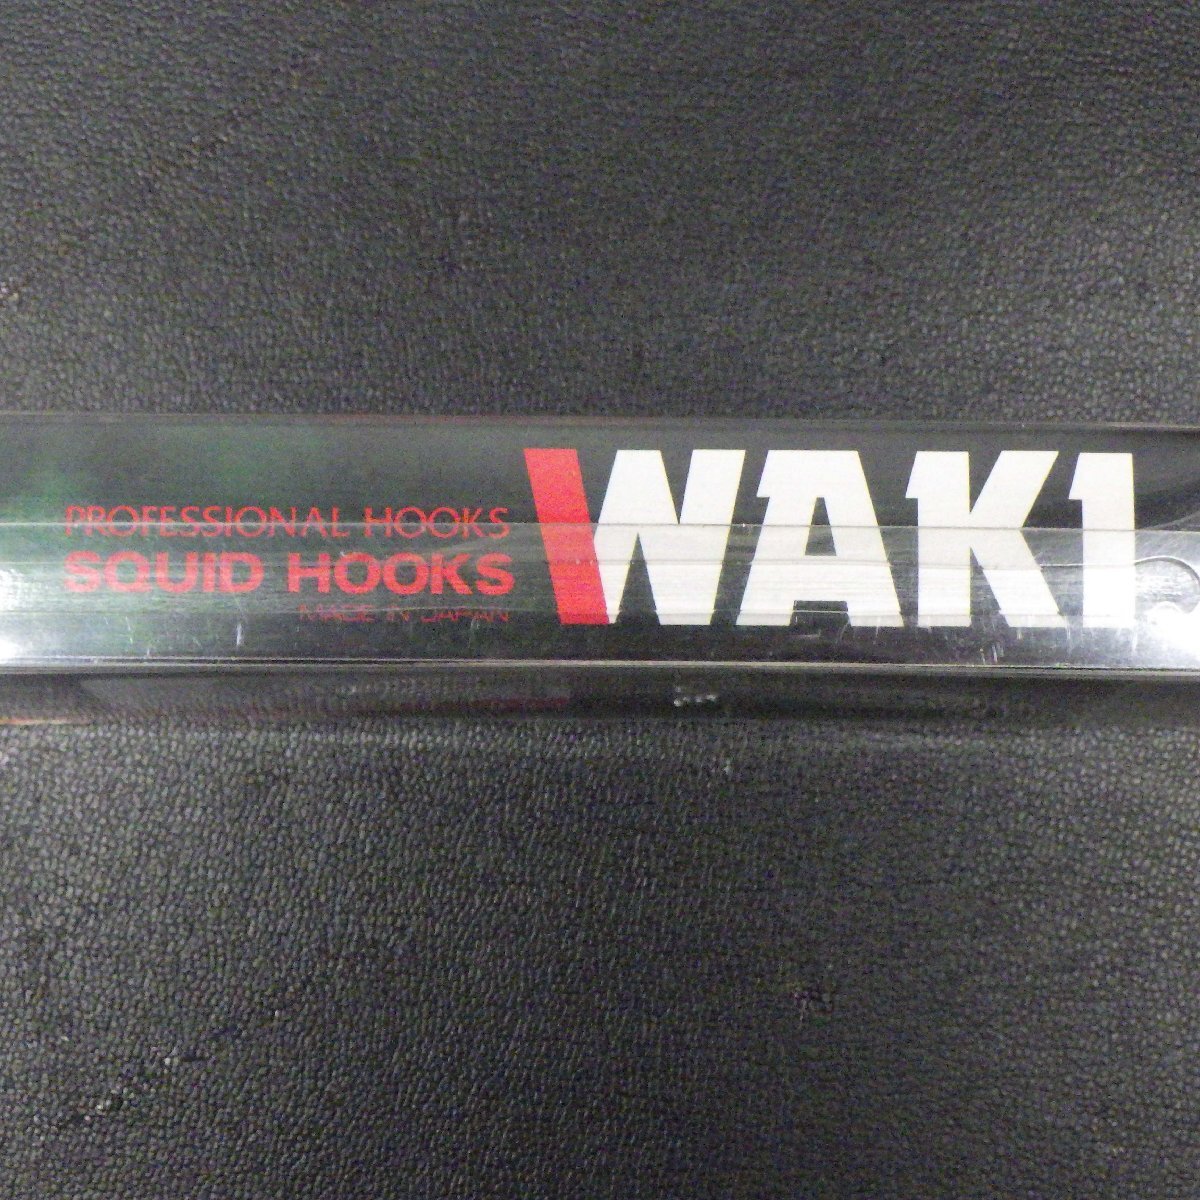 PROFESSIONAL HOOKS
SQUID HOOKS
MADE IN JAPAN
WAKI